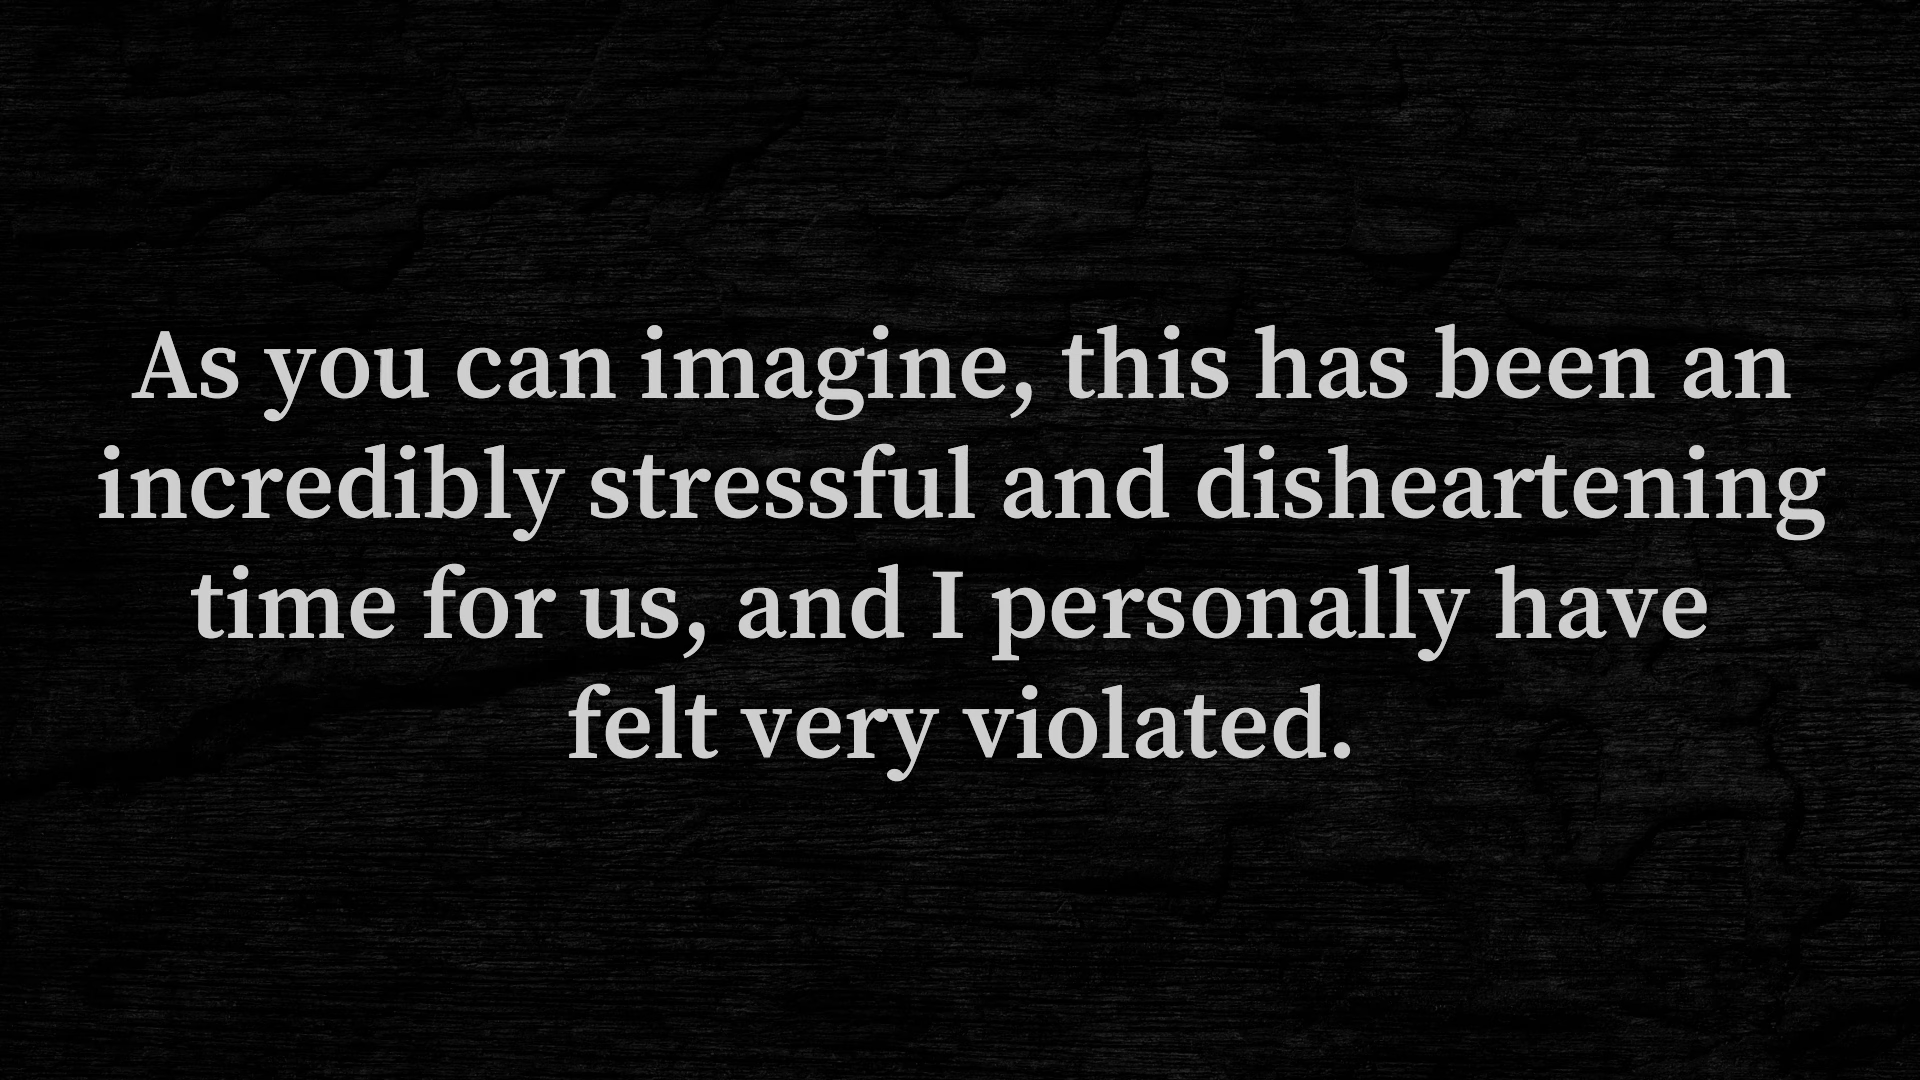 As you can imagine, this has been an
incredibly stressful and disheartening
time for us, and I personally have
felt very violated.